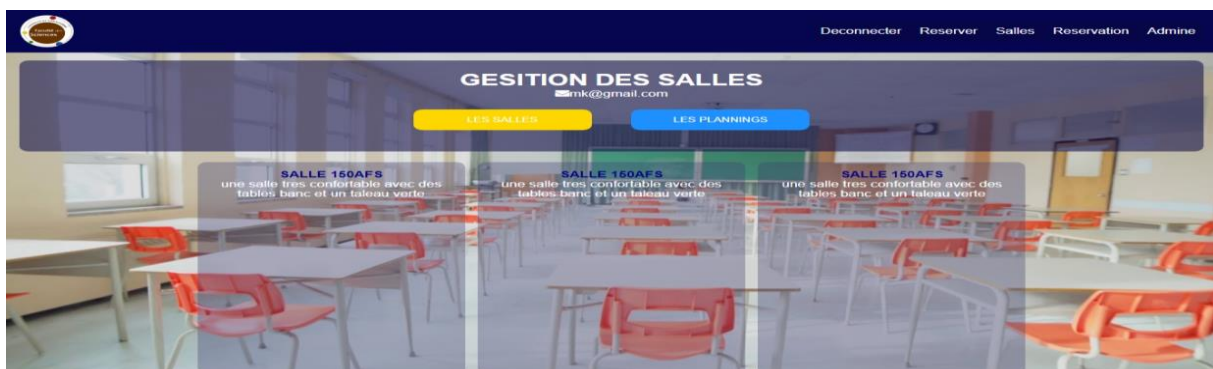 Faculté des
Sciences
Deconnecter Reserver Salles Reservation Admine
GESITION DES SALLES
mk@gmail.com
LES SALLES LES PLANNINGS
SALLE 150AFS
une salle tres confortable avec des
tables banc et un taleau verte
SALLE 150AFS
une salle tres confortable avec des
tables banc et un taleau verte
SALLE 150AFS
une salle tres confortable avec des
tables banc et un taleau verte